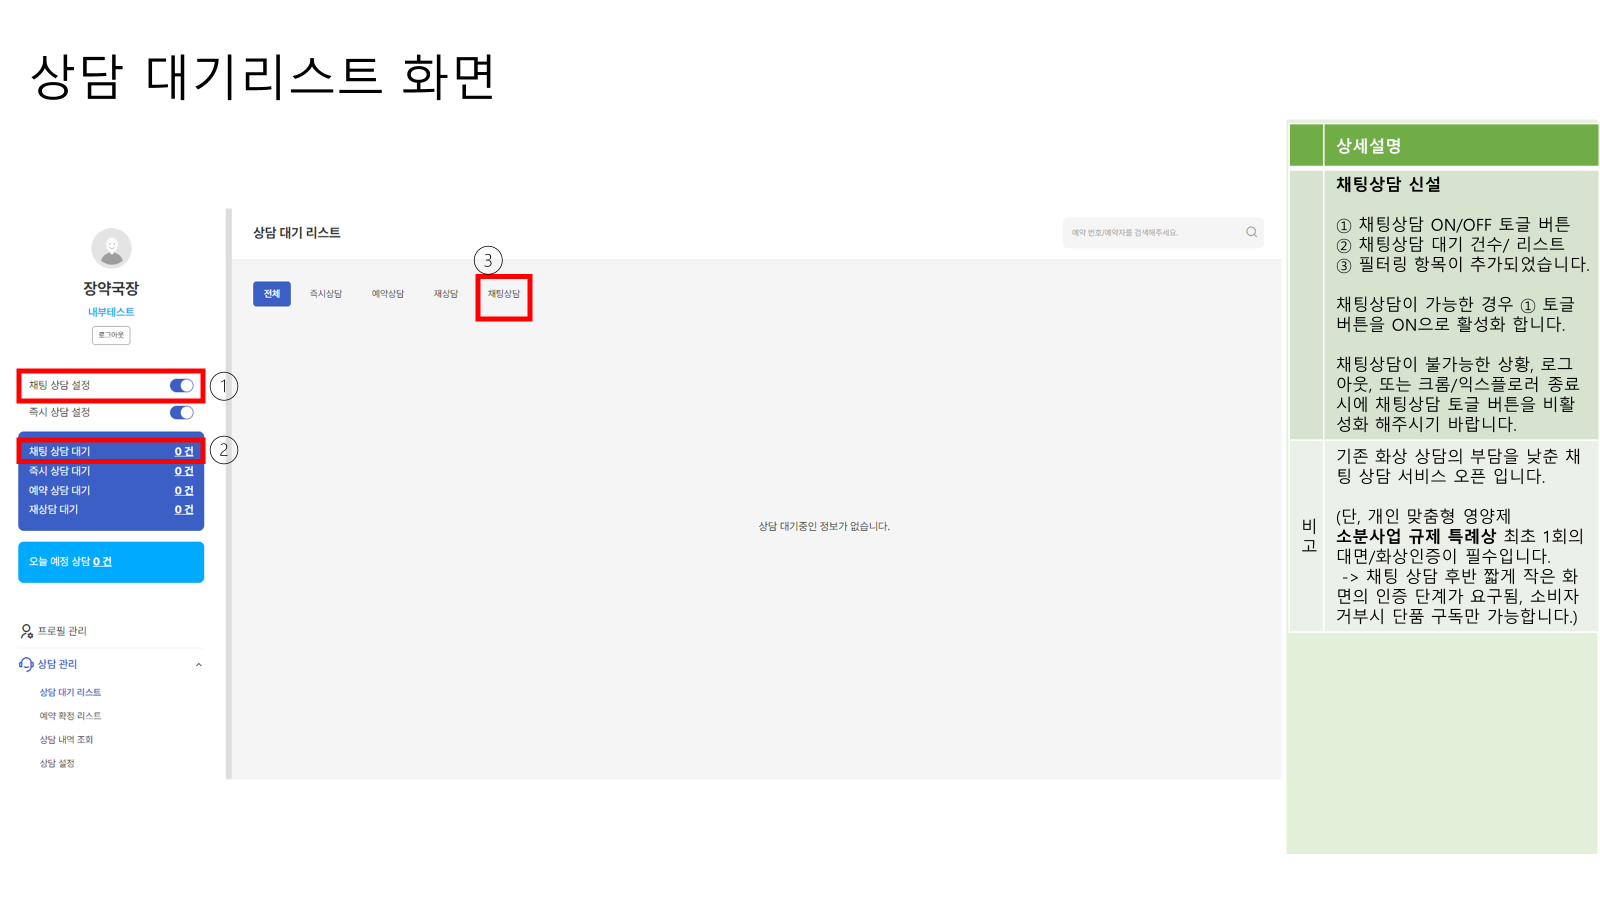 상담 대기리스트 화면
장약국장
내부테스트
로그아웃
채팅 상담 설정
①
즉시 상담 설정
채팅 상담 대기 0 건
②
즉시 상담 대기 0 건
예약 상담 대기 0 건
재상담 대기 0 건
오늘 예정 상담 0 건
프로필 관리
상담 관리
상담 대기 리스트
예약 확정 리스트
상담 내역 조회
상담 설정
상담 대기 리스트
예약 번호/예약자를 검색해주세요.
③
전체 즉시상담 예약상담 재상담 채팅상담
상담 대기중인 정보가 없습니다.
상세설명
채팅상담 신설
① 채팅상담 ON/OFF 토글 버튼
② 채팅상담 대기 건수/ 리스트
③ 필터링 항목이 추가되었습니다.
채팅상담이 가능한 경우 ① 토글
버튼을 ON으로 활성화 합니다.
채팅상담이 불가능한 상황, 로그
아웃, 또는 크롬/익스플로러 종료
시에 채팅상담 토글 버튼을 비활
성화 해주시기 바랍니다.
비
고
기존 화상 상담의 부담을 낮춘 채
팅 상담 서비스 오픈 입니다.
(단, 개인 맞춤형 영양제
소분사업 규제 특례상 최초 1회의
대면/화상인증이 필수입니다.
-> 채팅 상담 후반 짧게 작은 화
면의 인증 단계가 요구됨, 소비자
거부시 단품 구독만 가능합니다.)